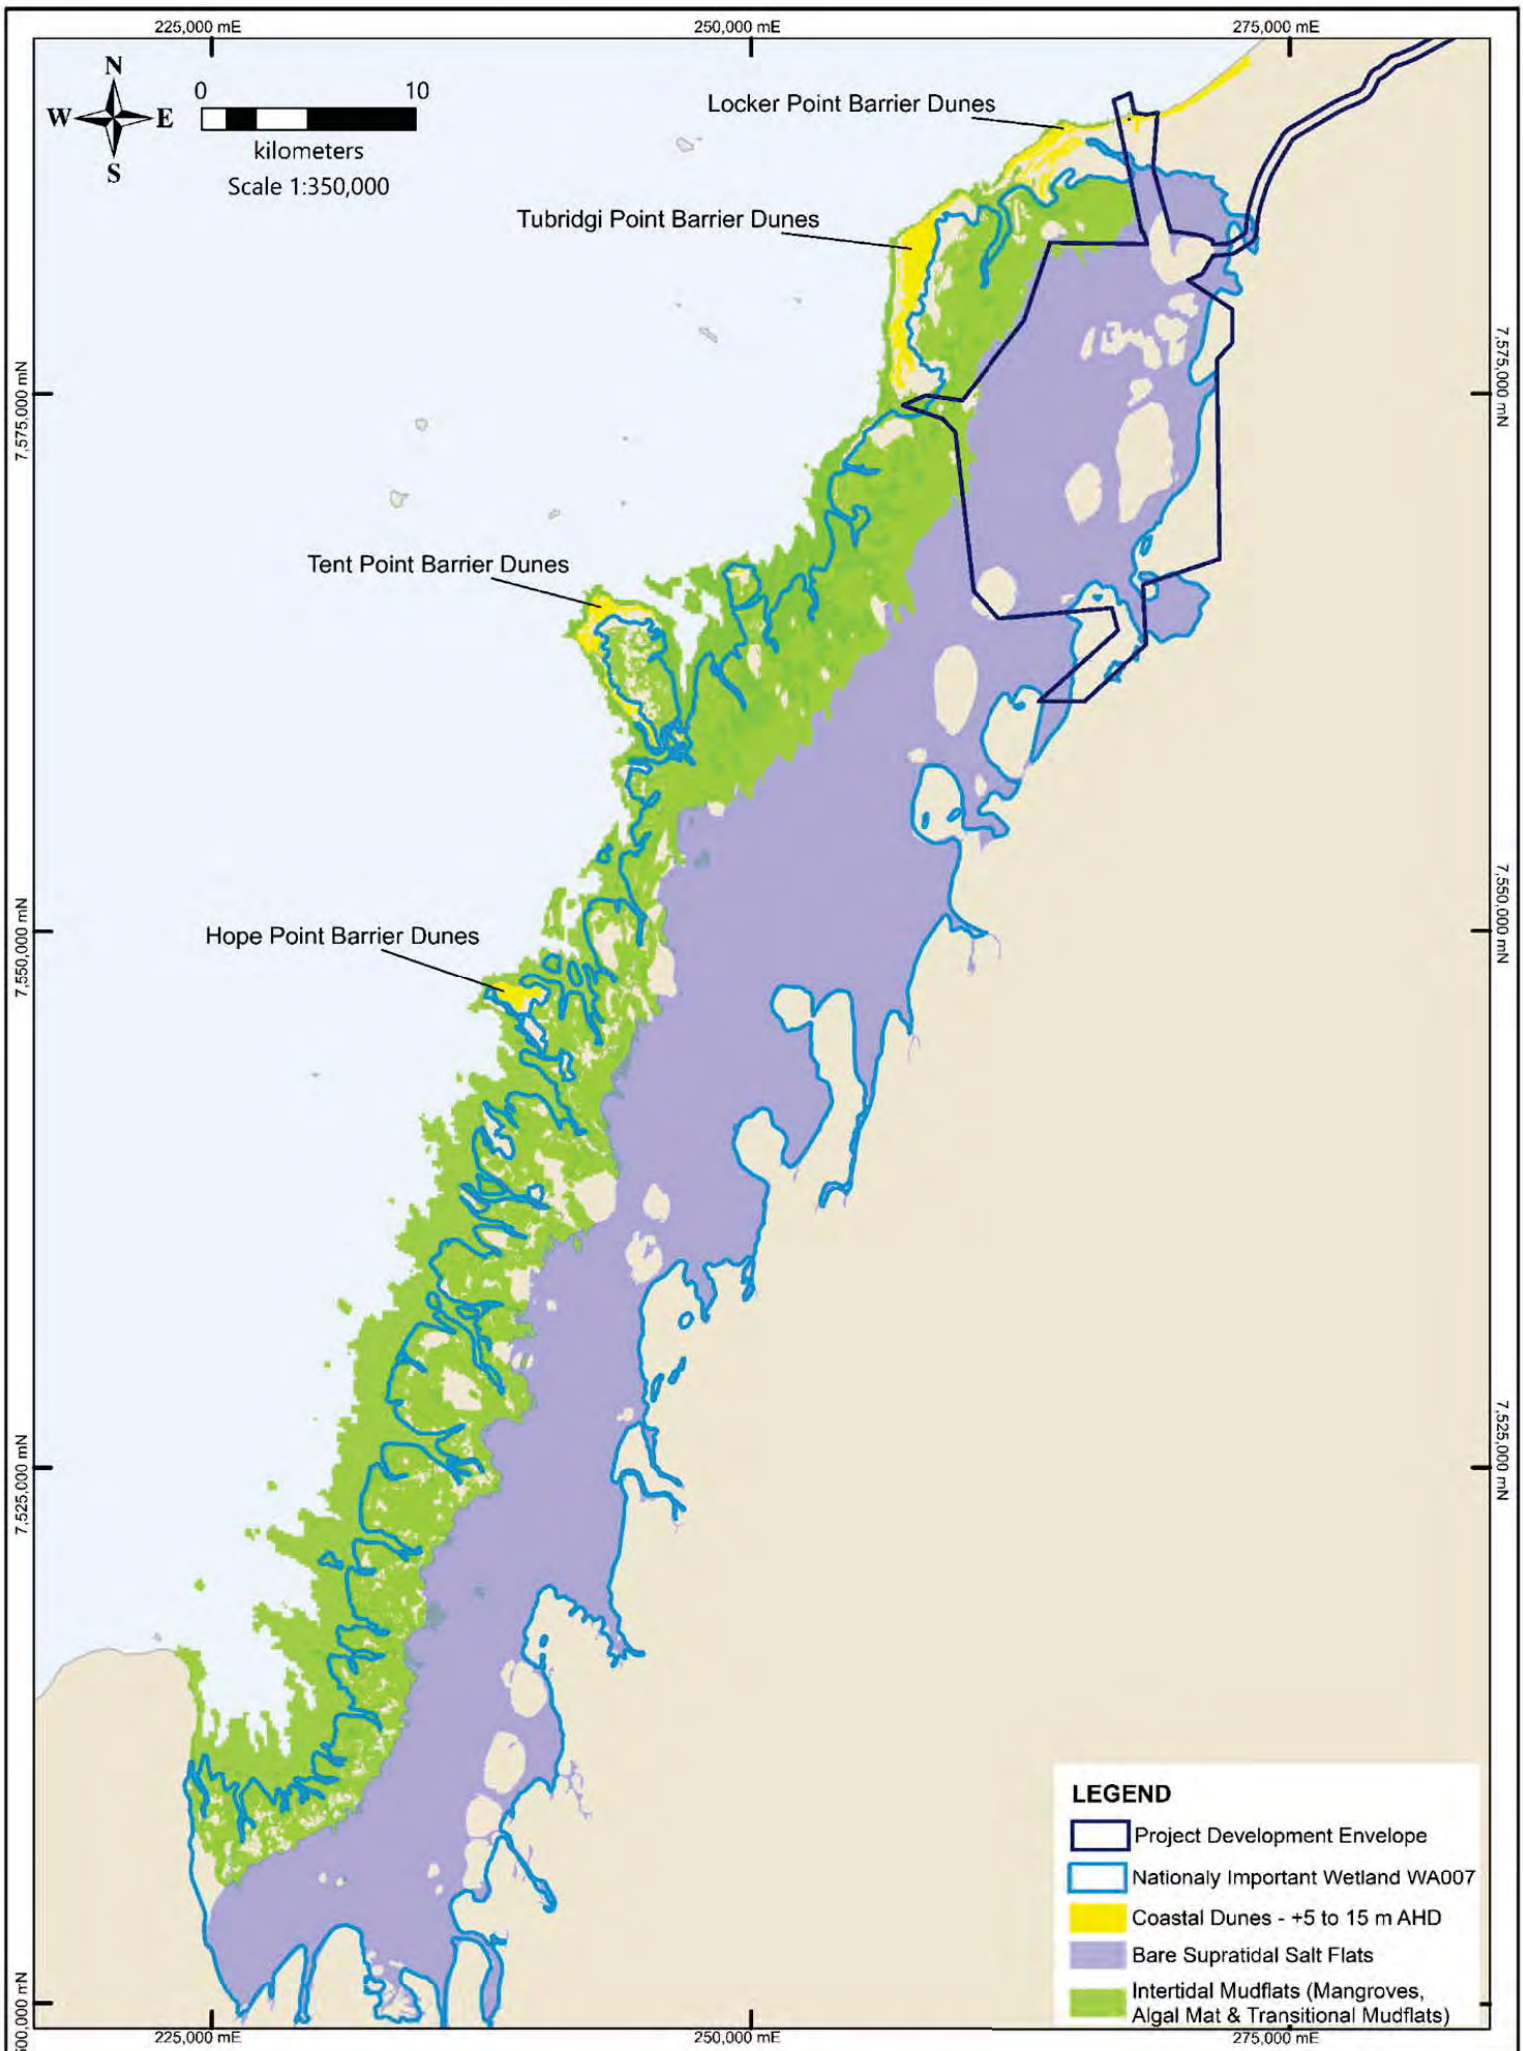 225,000 mE
250,000 mE
275,000 mE
N
W
E
S
0
10
kilometers
Scale 1:350,000
Locker Point Barrier Dunes
Tubridgi Point Barrier Dunes
7,575,000 mN
7,575,000 mN
Tent Point Barrier Dunes
7,550,000 mN
7,550,000 mN
Hope Point Barrier Dunes
7,525,000 mN
7,525,000 mN
LEGEND
Project Development Envelope
Nationaly Important Wetland WA007
Coastal Dunes - +5 to 15 m AHD
Bare Supratidal Salt Flats
Intertidal Mudflats (Mangroves,
Algal Mat & Transitional Mudflats)
00,000 mN
225,000 mE
250,000 mE
275,000 mE